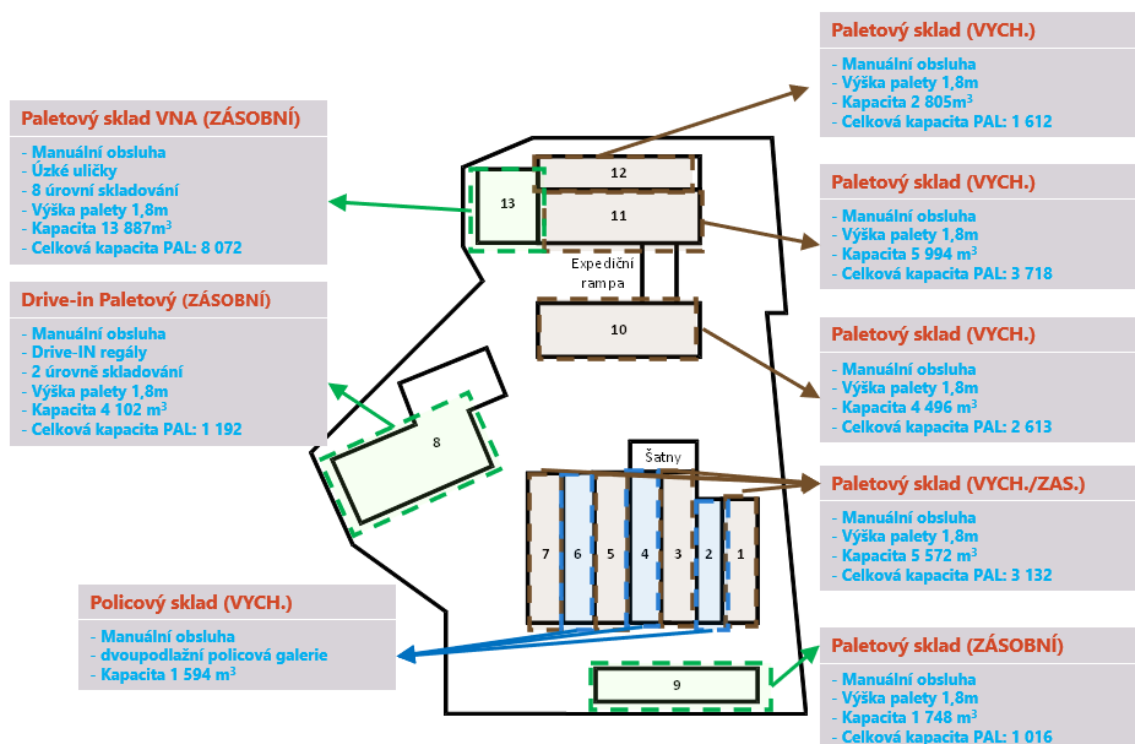 Paletový sklad (VYCH.)
- Manuální obsluha
- Výška palety 1,8m
- Kapacita 2 805m³
- Celková kapacita PAL: 1 612
Paletový sklad VNA (ZÁSOBNÍ)
- Manuální obsluha
- Úzké uličky
- 8 úrovní skladování
- Výška palety 1,8m
- Kapacita 13 887m³
- Celková kapacita PAL: 8 072
Paletový sklad (VYCH.)
- Manuální obsluha
- Výška palety 1,8m
- Kapacita 5 994 m³
- Celková kapacita PAL: 3 718
12
13
11
Expediční
rampa
10
Drive-in Paletový (ZÁSOBNÍ)
- Manuální obsluha
- Drive-IN regály
- 2 úrovně skladování
- Výška palety 1,8m
- Kapacita 4 102 m³
- Celková kapacita PAL: 1 192
Paletový sklad (VYCH.)
- Manuální obsluha
- Výška palety 1,8m
- Kapacita 4 496 m³
- Celková kapacita PAL: 2 613
8
Šatny
7 6 5 4 3 2 1
Paletový sklad (VYCH./ZAS.)
- Manuální obsluha
- Výška palety 1,8m
- Kapacita 5 572 m³
- Celková kapacita PAL: 3 132
Policový sklad (VYCH.)
- Manuální obsluha
- dvoupodlažní policová galerie
- Kapacita 1 594 m³
9
Paletový sklad (ZÁSOBNÍ)
- Manuální obsluha
- Výška palety 1,8m
- Kapacita 1 748 m³
- Celková kapacita PAL: 1 016